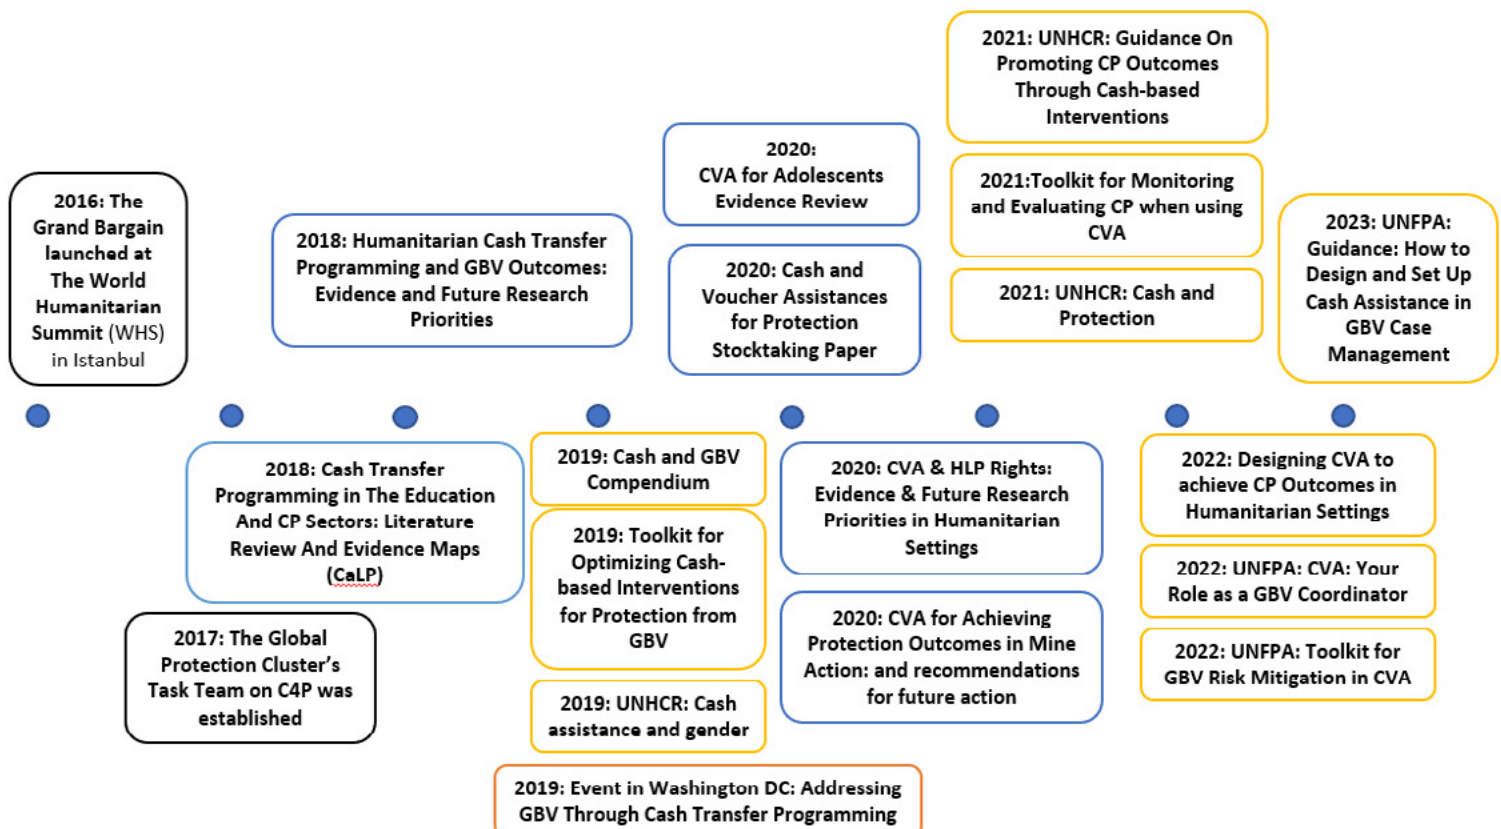 2016: The
Grand Bargain
launched at
The World
Humanitarian
Summit (WHS)
in Istanbul
2017: The Global
Protection Cluster’s
Task Team on C4P was
established
2018: Humanitarian Cash Transfer
Programming and GBV Outcomes:
Evidence and Future Research
Priorities
2018: Cash Transfer
Programming in The Education
And CP Sectors: Literature
Review And Evidence Maps
(CaLP)
2019: Cash and GBV
Compendium
2019: Toolkit for
Optimizing Cash-
based Interventions
for Protection from
GBV
2019: UNHCR: Cash
assistance and gender
2019: Event in Washington DC: Addressing
GBV Through Cash Transfer Programming
2020:
CVA for Adolescents
Evidence Review
2020: Cash and
Voucher Assistances
for Protection
Stocktaking Paper
2020: CVA & HLP Rights:
Evidence & Future Research
Priorities in Humanitarian
Settings
2020: CVA for Achieving
Protection Outcomes in Mine
Action: and recommendations
for future action
2021: UNHCR: Guidance On
Promoting CP Outcomes
Through Cash-based
Interventions
2021:Toolkit for Monitoring
and Evaluating CP when using
CVA
2021: UNHCR: Cash and
Protection
2022: Designing CVA to
achieve CP Outcomes in
Humanitarian Settings
2022: UNFPA: CVA: Your
Role as a GBV Coordinator
2022: UNFPA: Toolkit for
GBV Risk Mitigation in CVA
2023: UNFPA:
Guidance: How to
Design and Set Up
Cash Assistance in
GBV Case
Management